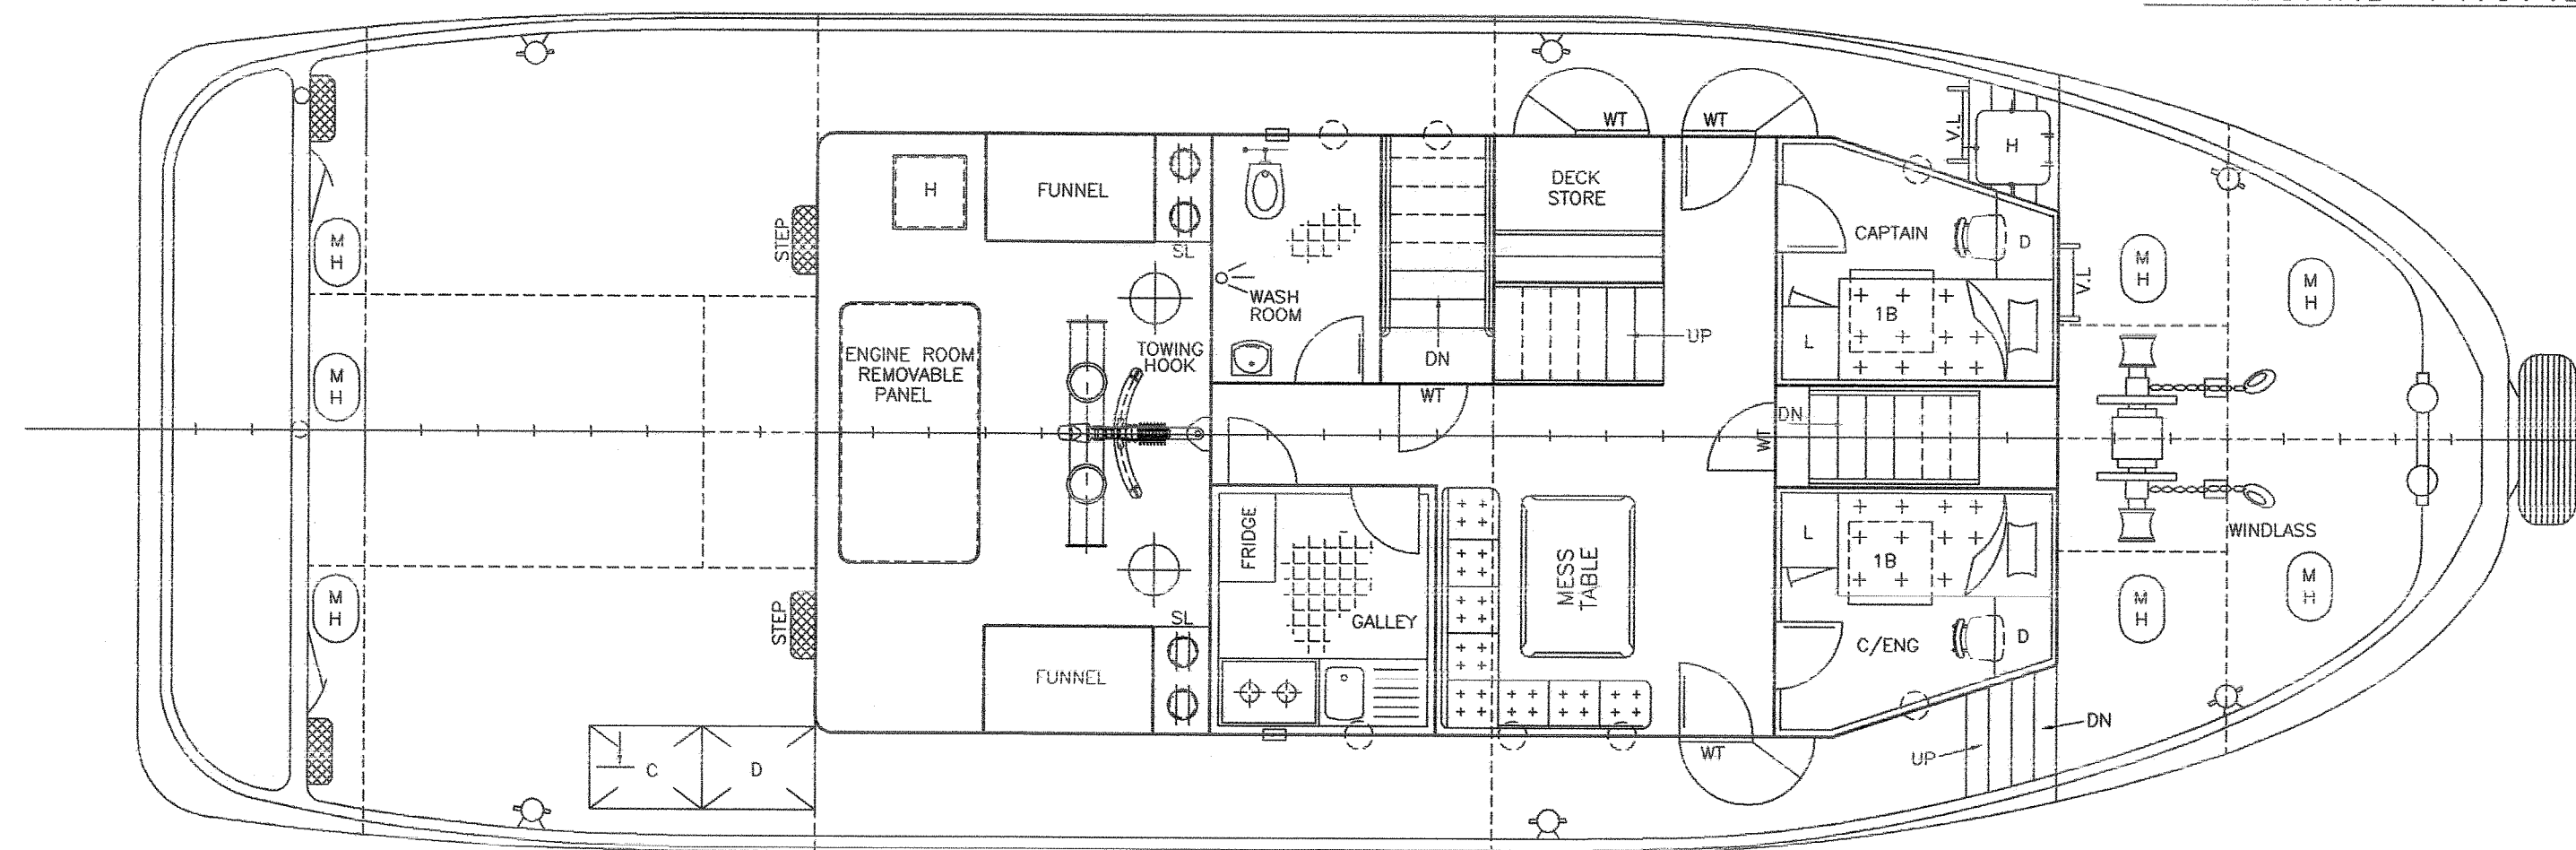 WT
WT
V.L
H
H
FUNNEL
DECK
STORE
M
H
STEP
SL
CAPTAIN
D
M
H
M
H
V.L
WASH
ROOM
1B
UP
L
DN
TOWING
HOOK
ENGINE ROOM
REMOVABLE
PANEL
M
H
WT
DN
WT
FRIDGE
MESS
TABLE
L
1B
WINDLASS
M
H
STEP
SL
GALLEY
C/ENG
D
M
H
M
H
FUNNEL
C
D
WT
UP
DN